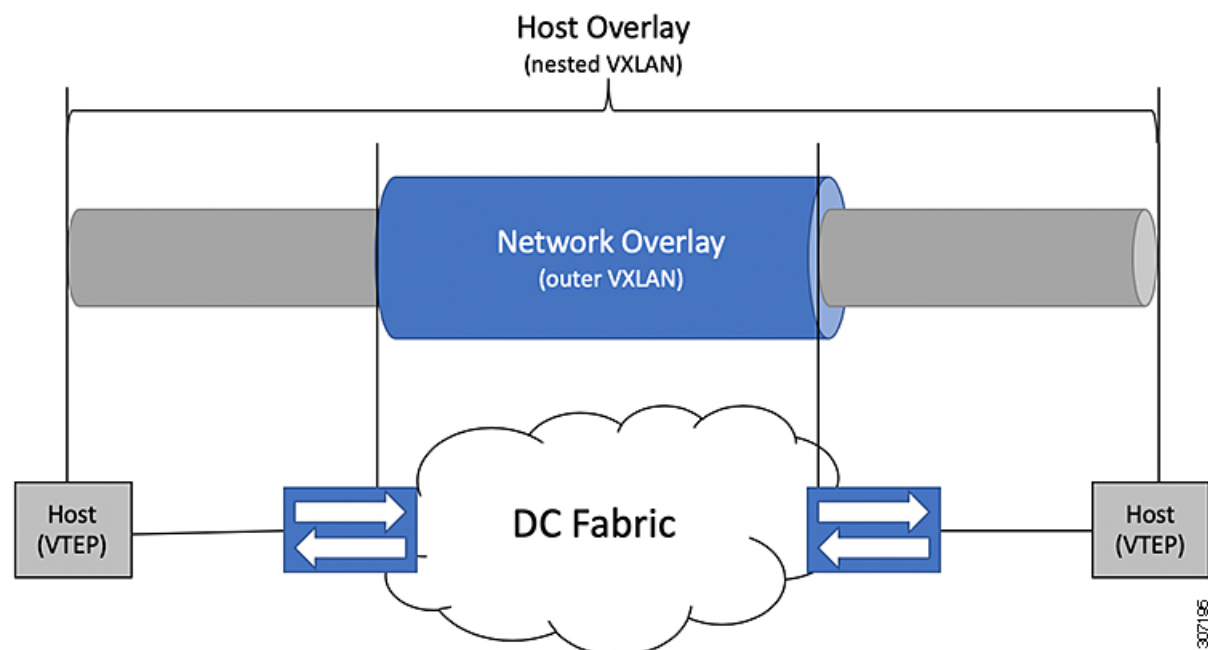 Host Overlay
(nested VXLAN)
Network Overlay
(outer VXLAN)
Host
(VTEP)
DC Fabric
Host
(VTEP)
307195